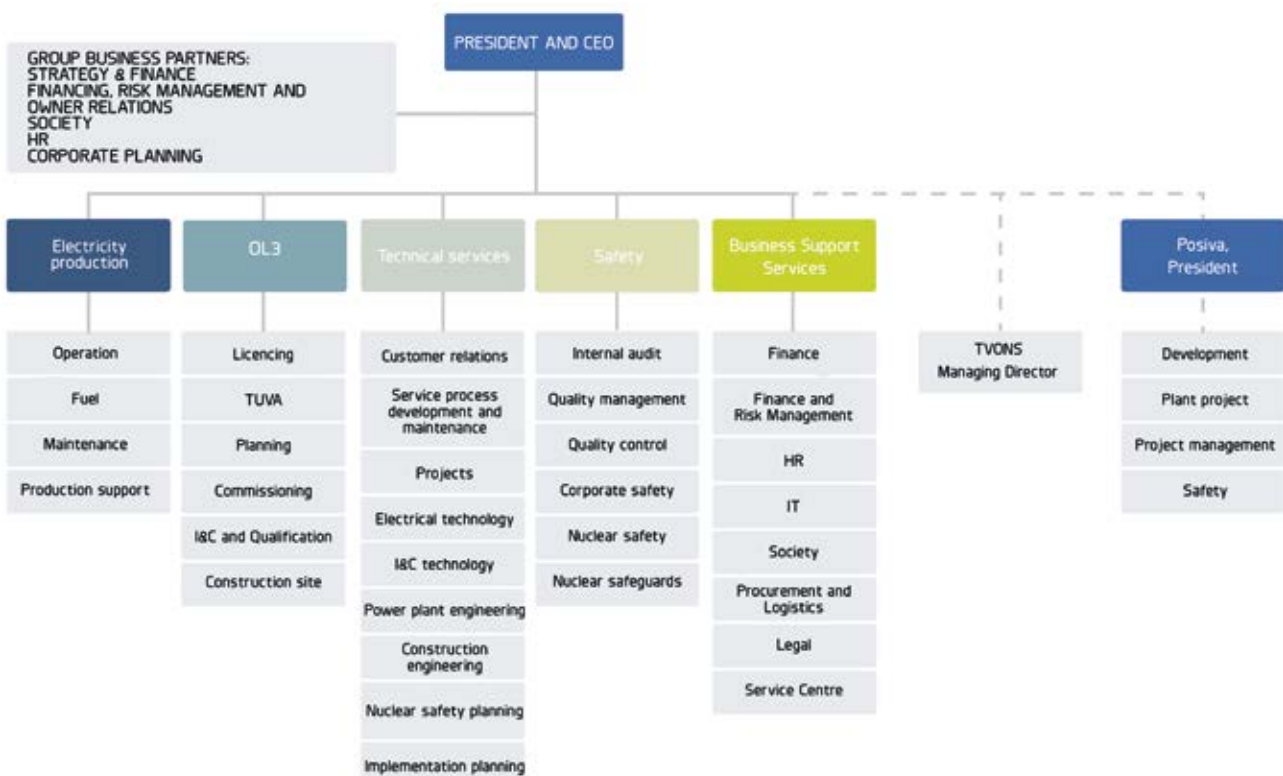 PRESIDENT AND CEO
GROUP BUSINESS PARTNERS:
STRATEGY & FINANCE
FINANCING, RISK MANAGEMENT AND
OWNER RELATIONS
SOCIETY
HR
CORPORATE PLANNING
Electricity
production
Operation
Fuel
Maintenance
Production support
OL3
Licencing
TUVA
Planning
Commissioning
I&C and Qualification
Construction site
Technical services
Customer relations
Service process
development and
maintenance
Projects
Electrical technology
I&C technology
Power plant engineering
Construction
engineering
Nuclear safety planning
Implementation planning
Safety
Internal audit
Quality management
Quality control
Corporate safety
Nuclear safety
Nuclear safeguards
Business Support
Services
Finance
Finance and
Risk Management
HR
IT
Society
Procurement and
Logistics
Legal
Service Centre
TVONS
Managing Director
Posiva,
President
Development
Plant project
Project management
Safety